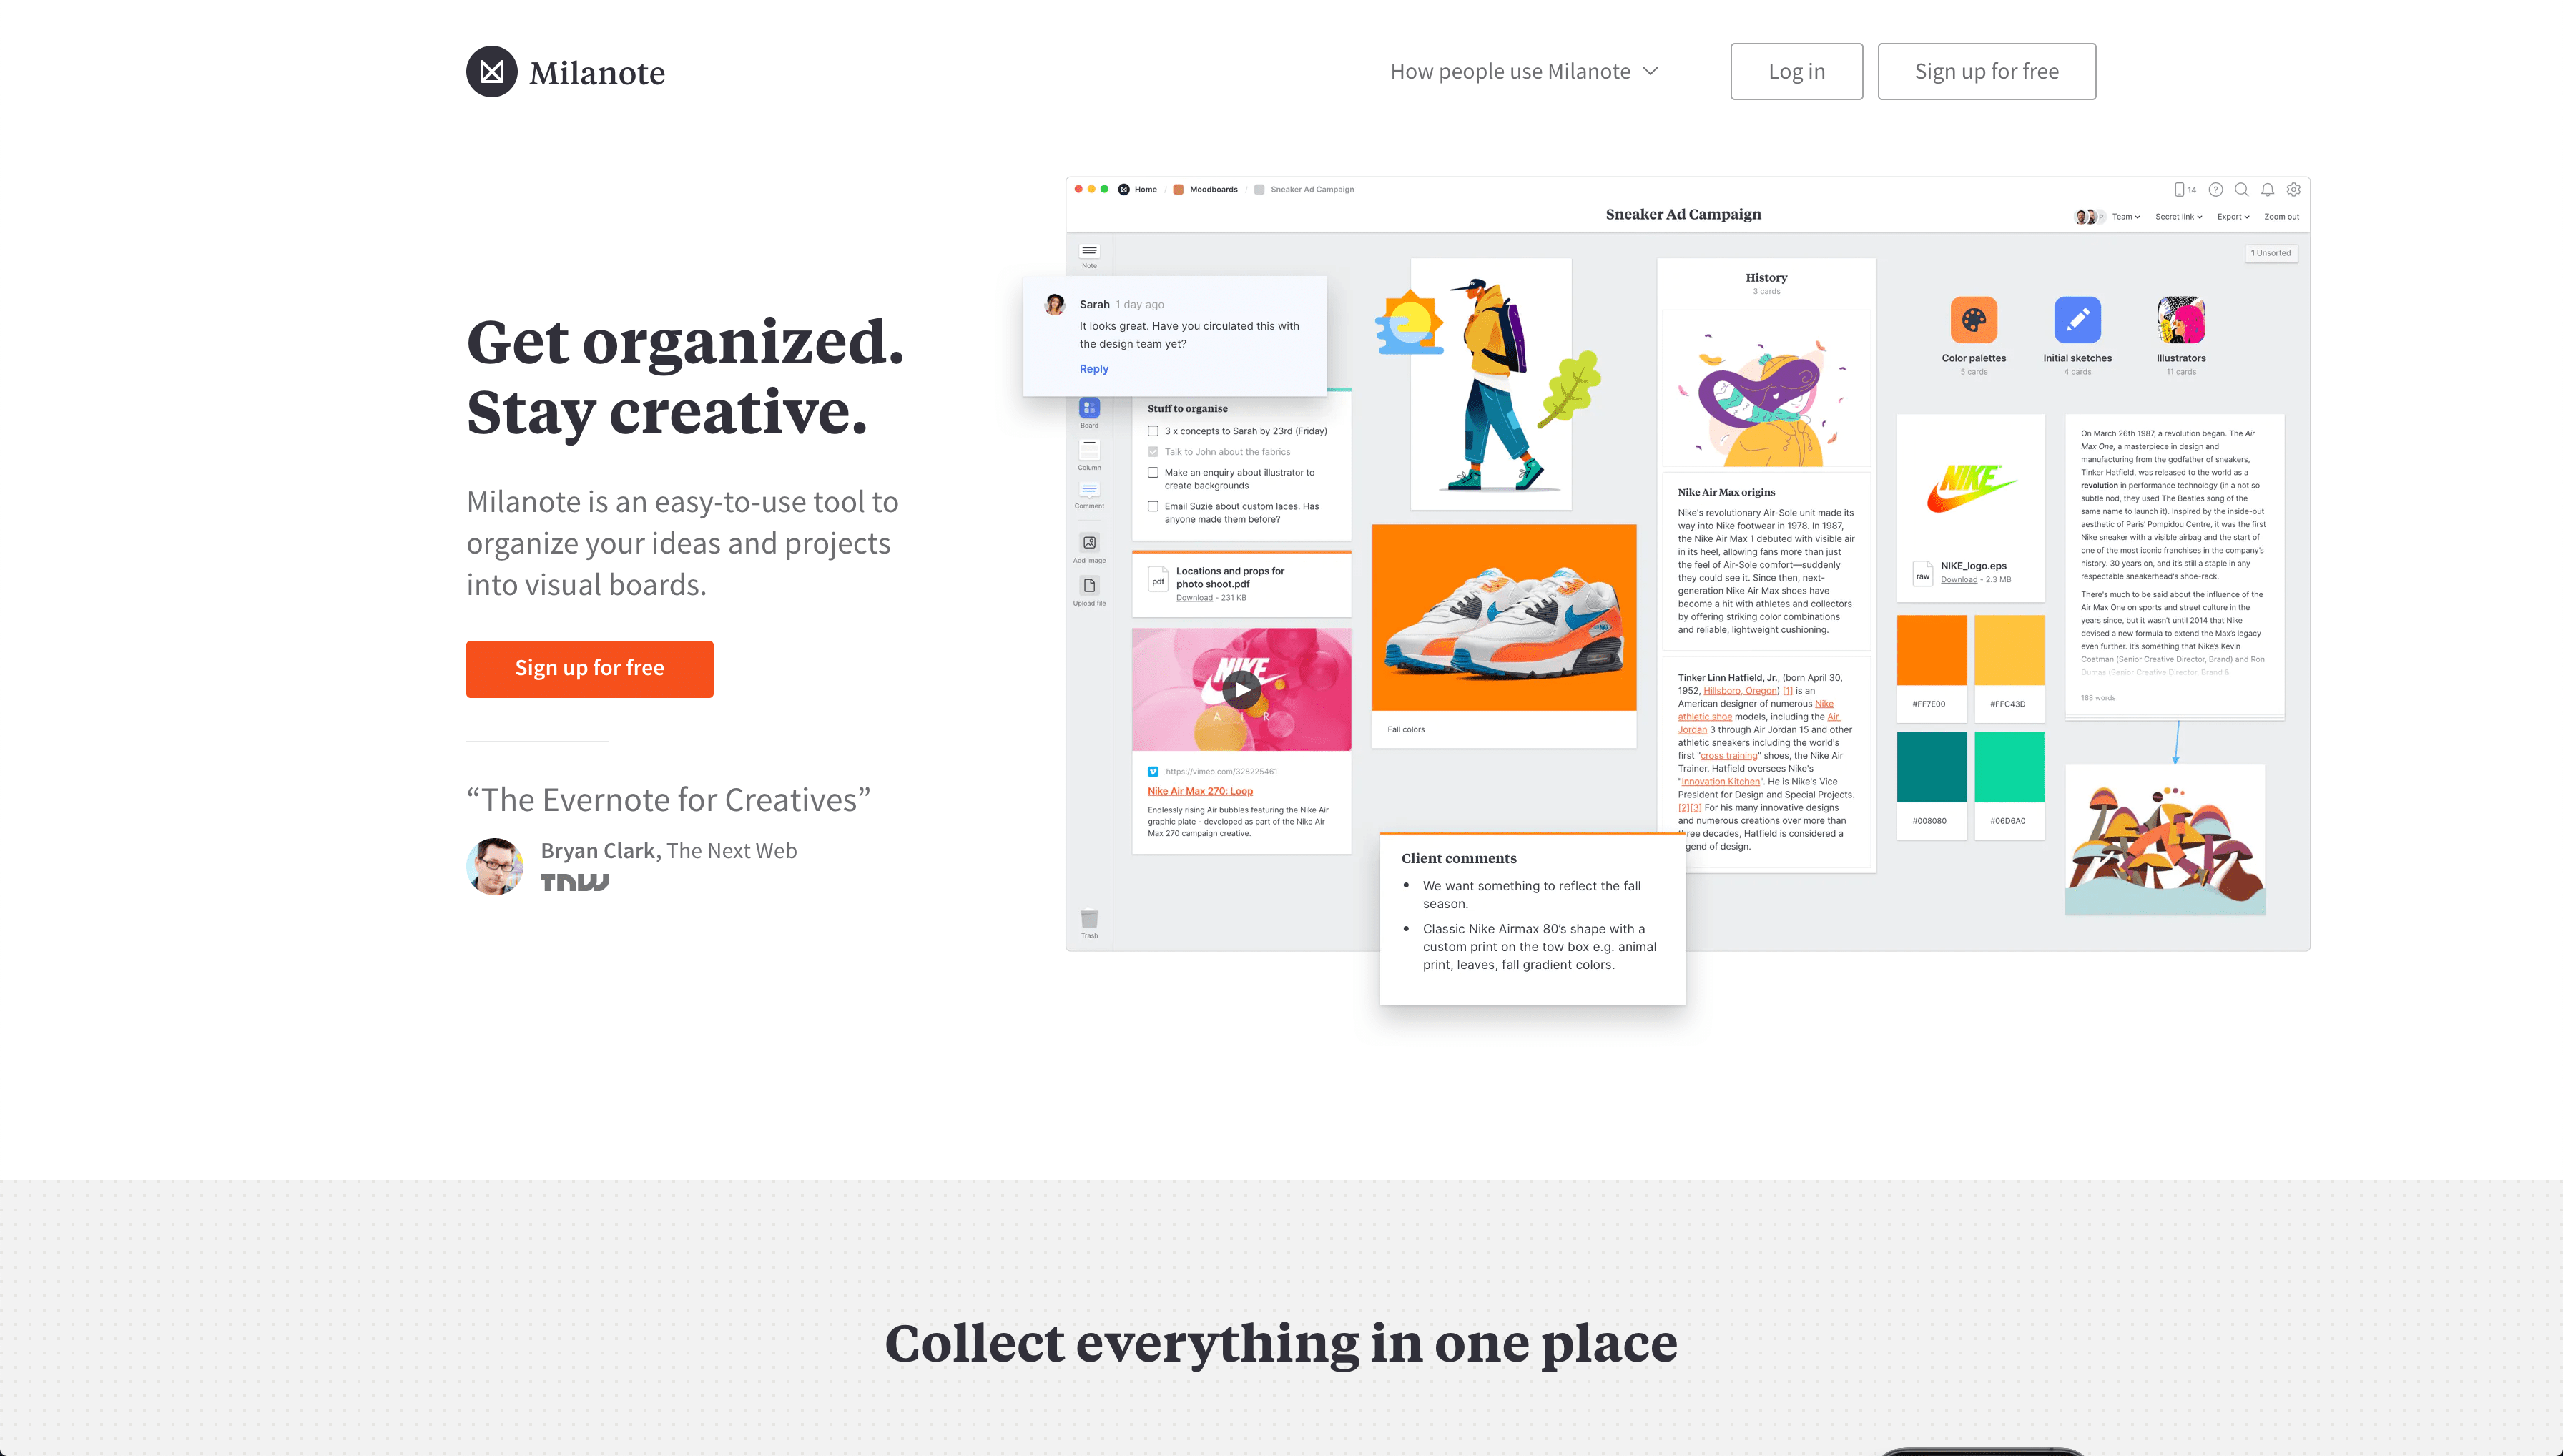 Milanote
How people use Milanote
Log in
Sign up for free
Get organized.
Stay creative.
Milanote is an easy-to-use tool to
organize your ideas and projects
into visual boards.
Sign up for free
“The Evernote for Creatives”
Bryan Clark, The Next Web
TNW
Home / Moodboards / Sneaker Ad Campaign
14
Sneaker Ad Campaign
P
Team
Secret link
Export
Zoom out
1 Unsorted
Note
Board
Column
Comment
Add image
Upload file
Trash
Sarah 1 day ago
It looks great. Have you circulated this with
the design team yet?
Reply
Stuff to organise
3 x concepts to Sarah by 23rd (Friday)
Talk to John about the fabrics
Make an enquiry about illustrator to
create backgrounds
Email Suzie about custom laces. Has
anyone made them before?
pdf
Locations and props for
photo shoot.pdf
Download - 231 KB
NIKE
A I R
https://vimeo.com/328225461
Nike Air Max 270: Loop
Endlessly rising Air bubbles featuring the Nike Air
graphic plate - developed as part of the Nike Air
Max 270 campaign creative.
Fall colors
Client comments
• We want something to reflect the fall
season.
• Classic Nike Airmax 80’s shape with a
custom print on the tow box e.g. animal
print, leaves, fall gradient colors.
History
3 cards
Nike Air Max origins
Nike's revolutionary Air-Sole unit made its
way into Nike footwear in 1978. In 1987,
the Nike Air Max 1 debuted with visible air
in its heel, allowing fans more than just
the feel of Air-Sole comfort—suddenly
they could see it. Since then, next-
generation Nike Air Max shoes have
become a hit with athletes and collectors
by offering striking color combinations
and reliable, lightweight cushioning.
Tinker Linn Hatfield, Jr., (born April 30,
1952, Hillsboro, Oregon) [1] is an
American designer of numerous Nike
athletic shoe models, including the Air
Jordan 3 through Air Jordan 15 and other
athletic sneakers including the world's
first "cross training" shoes, the Nike Air
Trainer. Hatfield oversees Nike's
"Innovation Kitchen". He is Nike's Vice
President for Design and Special Projects.
[2][3] For his many innovative designs
and numerous creations over more than
three decades, Hatfield is considered a
gend of design.
Color palettes
5 cards
Initial sketches
4 cards
Illustrators
11 cards
NIKE
raw
NIKE_logo.eps
Download - 2.3 MB
#FF7E00
#FFC43D
#008080
#06D6A0
On March 26th 1987, a revolution began. The Air
Max One, a masterpiece in design and
manufacturing from the godfather of sneakers,
Tinker Hatfield, was released to the world as a
revolution in performance technology (in a not so
subtle nod, they used The Beatles song of the
same name to launch it). Inspired by the inside-out
aesthetic of Paris’ Pompidou Centre, it was the first
Nike sneaker with a visible airbag and the start of
one of the most iconic franchises in the company’s
history. 30 years on, and it’s still a staple in any
respectable sneakerhead’s shoe-rack.
There’s much to be said about the influence of the
Air Max One on sports and street culture in the
years since, but it wasn’t until 2014 that Nike
devised a new formula to extend the Max’s legacy
even further. It’s something that Nike’s Kevin
Coatman (Senior Creative Director, Brand) and Ron
Dumas (Senior Creative Director, Brand &
188 words
Collect everything in one place